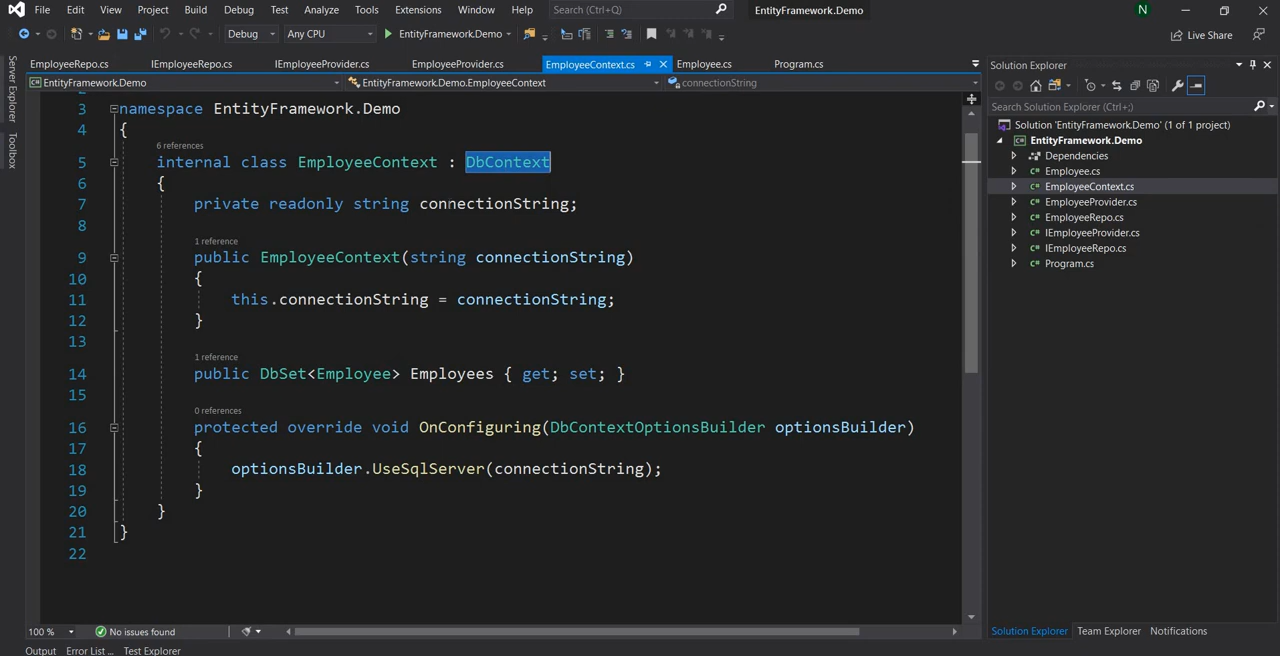 File Edit View Project Build Debug Test Analyze Tools Extensions Window Help Search (Ctrl+Q) EntityFramework.Demo N
Debug Any CPU EntityFramework.Demo Live Share
Server Explorer
Toolbox
EmployeeRepo.cs IEmployeeRepo.cs IEmployeeProvider.cs EmployeeProvider.cs EmployeeContext.cs Employee.cs Program.cs
EntityFramework.Demo EntityFramework.Demo.EmployeeContext connectionString
3 namespace EntityFramework.Demo
4 {
6 references
5 internal class EmployeeContext : DbContext
6 {
7 private readonly string connectionString;
8
1 reference
9 public EmployeeContext(string connectionString)
10 {
11 this.connectionString = connectionString;
12 }
13
1 reference
14 public DbSet<Employee> Employees { get; set; }
15
0 references
16 protected override void OnConfiguring(DbContextOptionsBuilder optionsBuilder)
17 {
18 optionsBuilder.UseSqlServer(connectionString);
19 }
20 }
21 }
22
100 % No issues found
Output Error List ... Test Explorer
Solution Explorer
Search Solution Explorer (Ctrl+;)
Solution 'EntityFramework.Demo' (1 of 1 project)
EntityFramework.Demo
Dependencies
C# Employee.cs
C# EmployeeContext.cs
C# EmployeeProvider.cs
C# EmployeeRepo.cs
C# IEmployeeProvider.cs
C# IEmployeeRepo.cs
C# Program.cs
Solution Explorer Team Explorer Notifications